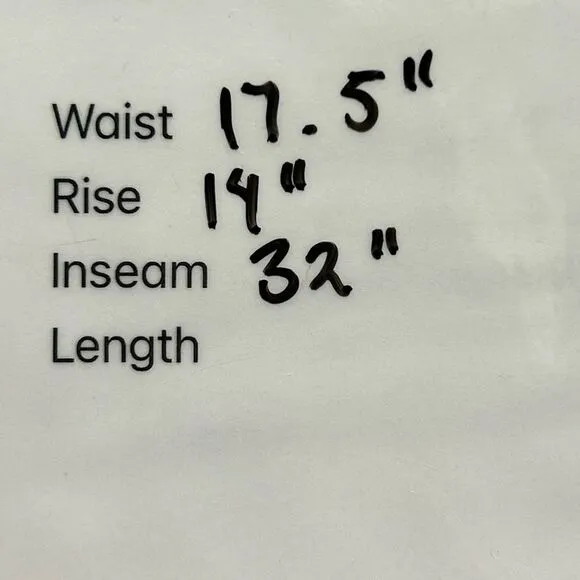 Waist 17.5"
Rise 14"
Inseam 32"
Length